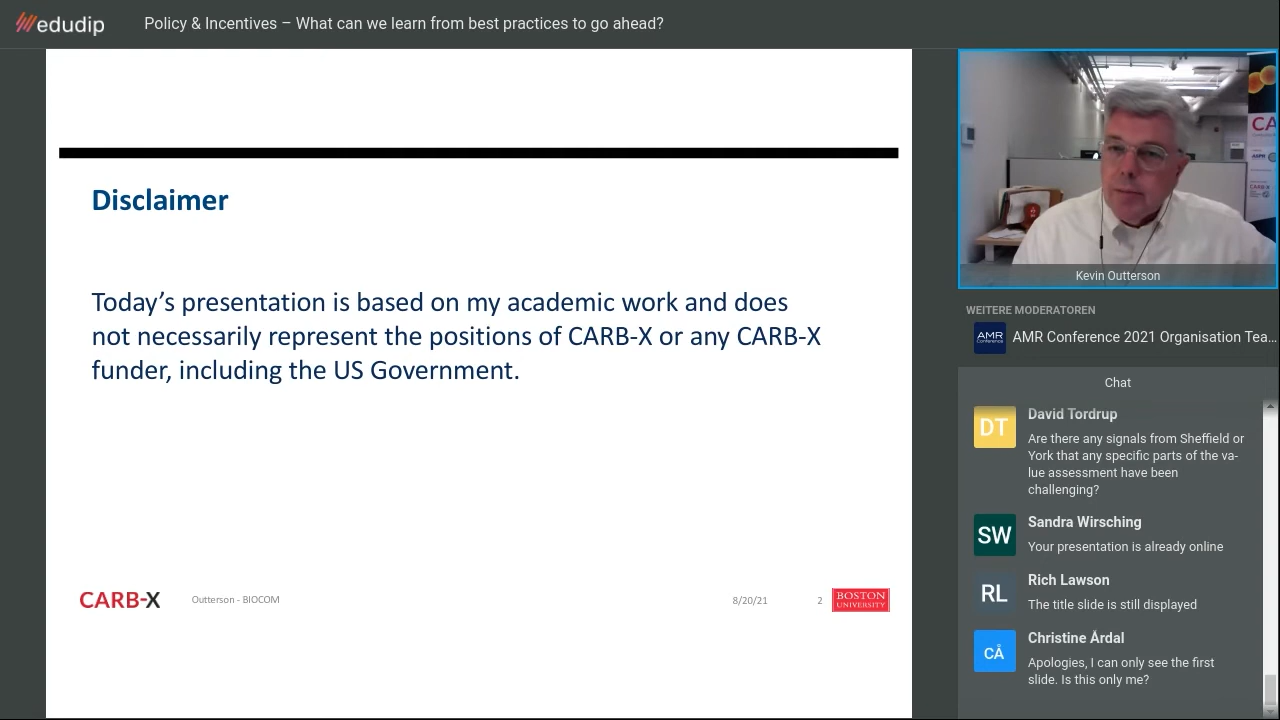 edudip
Policy & Incentives – What can we learn from best practices to go ahead?
Disclaimer
Today’s presentation is based on my academic work and does
not necessarily represent the positions of CARB-X or any CARB-X
funder, including the US Government.
CARB-X
Outterson - BIOCOM
8/20/21
2
BOSTON
UNIVERSITY
CA
CARB-X
Kevin Outterson
WEITERE MODERATOREN
AMR
Conference
AMR Conference 2021 Organisation Tea...
Chat
DT
David Tordrup
Are there any signals from Sheffield or
York that any specific parts of the va-
lue assessment have been
challenging?
SW
Sandra Wirsching
Your presentation is already online
RL
Rich Lawson
The title slide is still displayed
CÅ
Christine Årdal
Apologies, I can only see the first
slide. Is this only me?